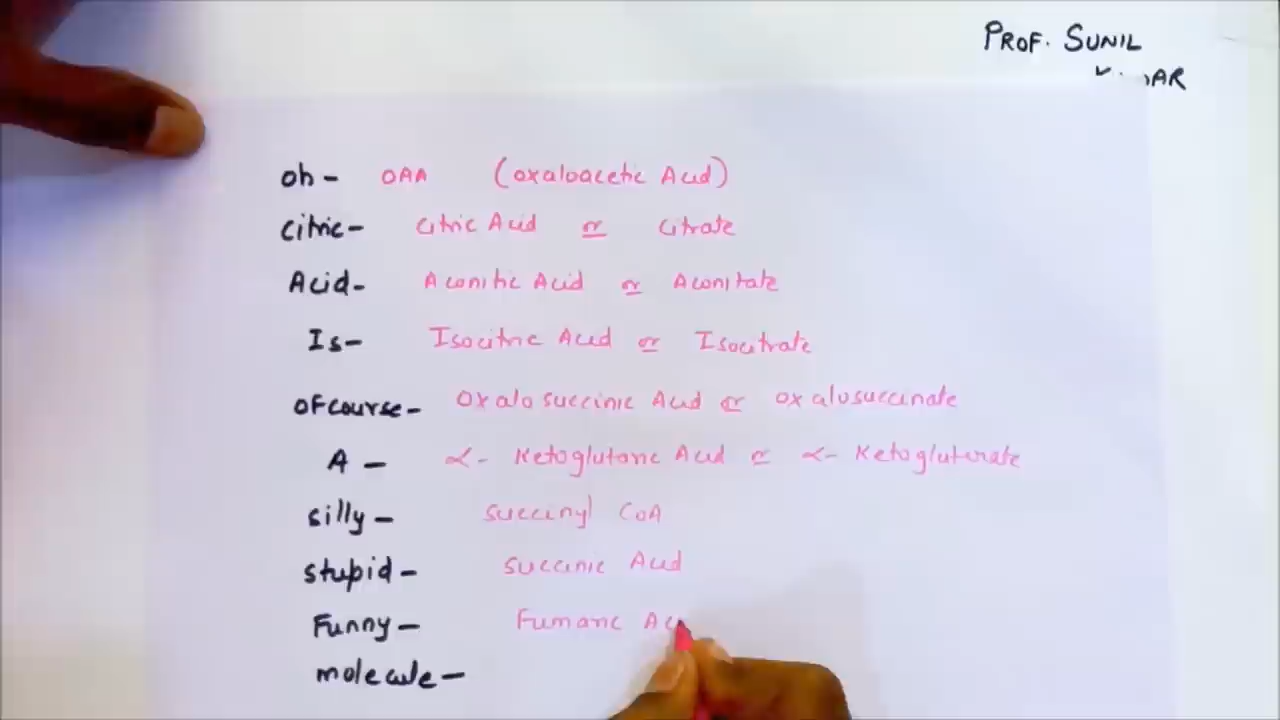 PROF. SUNIL
oh - OAA (oxaloacetic Acid)
citric - citric Acid or citrate
Acid - Aconitic Acid or Aconitate
Is - Isocitric Acid or Isocitrate
ofcourse - oxalosuccinic Acid or oxalosuccinate
A - α- Ketoglutaric Acid or α- Ketogluterate
silly - succinyl CoA
stupid - succinic Acid
Funny - Fumaric Ac
molecule -